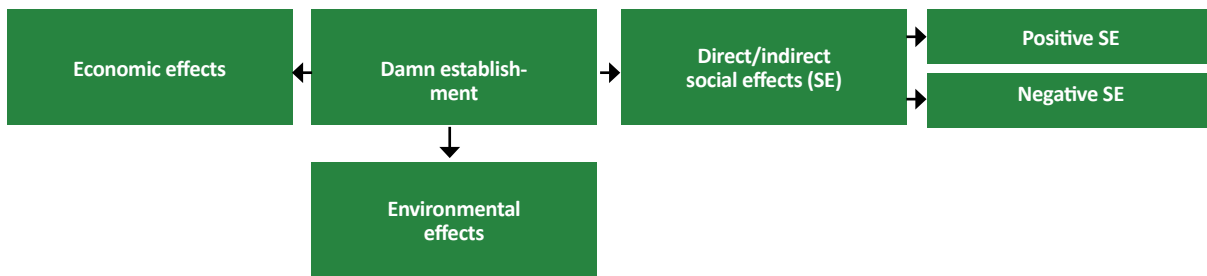 Economic effects
Damn establish-
ment
Direct/indirect
social effects (SE)
Positive SE
Negative SE
Environmental
effects